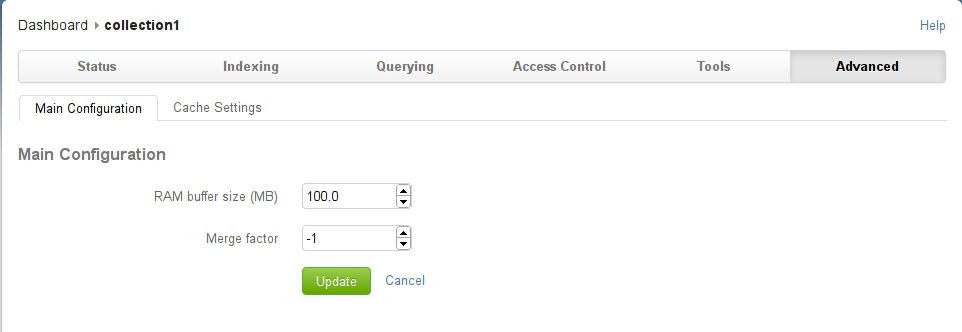 Dashboard › collection1 Help
Status Indexing Querying Access Control Tools Advanced
Main Configuration Cache Settings
Main Configuration
RAM buffer size (MB) 100.0
Merge factor -1
Update Cancel